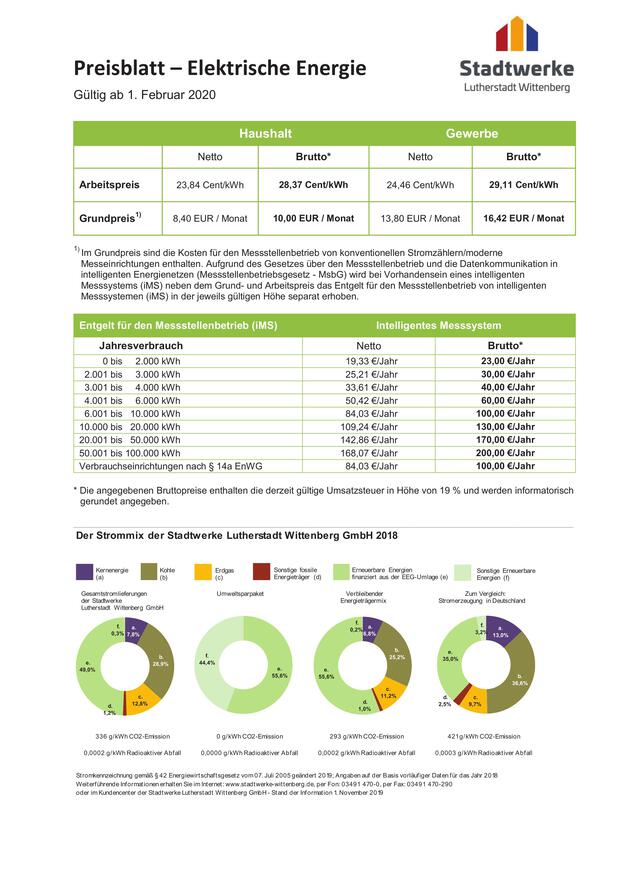 Stadtwerke
Lutherstadt Wittenberg
Preisblatt – Elektrische Energie
Gültig ab 1. Februar 2020
Haushalt Gewerbe
Netto Brutto* Netto Brutto*
Arbeitspreis 23,84 Cent/kWh 28,37 Cent/kWh 24,46 Cent/kWh 29,11 Cent/kWh
Grundpreis1) 8,40 EUR / Monat 10,00 EUR / Monat 13,80 EUR / Monat 16,42 EUR / Monat
1) Im Grundpreis sind die Kosten für den Messstellenbetrieb von konventionellen Stromzählern/moderne
Messeinrichtungen enthalten. Aufgrund des Gesetzes über den Messstellenbetrieb und die Datenkommunikation in
intelligenten Energienetzen (Messstellenbetriebsgesetz - MsbG) wird bei Vorhandensein eines intelligenten
Messsystems (iMS) neben dem Grund- und Arbeitspreis das Entgelt für den Messstellenbetrieb von intelligenten
Messsystemen (iMS) in der jeweils gültigen Höhe separat erhoben.
Entgelt für den Messstellenbetrieb (iMS) Intelligentes Messsystem
Jahresverbrauch Netto Brutto*
0 bis 2.000 kWh 19,33 €/Jahr 23,00 €/Jahr
2.001 bis 3.000 kWh 25,21 €/Jahr 30,00 €/Jahr
3.001 bis 4.000 kWh 33,61 €/Jahr 40,00 €/Jahr
4.001 bis 6.000 kWh 50,42 €/Jahr 60,00 €/Jahr
6.001 bis 10.000 kWh 84,03 €/Jahr 100,00 €/Jahr
10.000 bis 20.000 kWh 109,24 €/Jahr 130,00 €/Jahr
20.001 bis 50.000 kWh 142,86 €/Jahr 170,00 €/Jahr
50.001 bis 100.000 kWh 168,07 €/Jahr 200,00 €/Jahr
Verbrauchseinrichtungen nach § 14a EnWG 84,03 €/Jahr 100,00 €/Jahr
* Die angegebenen Bruttopreise enthalten die derzeit gültige Umsatzsteuer in Höhe von 19 % und werden informatorisch
gerundet angegeben.
Der Strommix der Stadtwerke Lutherstadt Wittenberg GmbH 2018
Kernenergie
(a)
Kohle
(b)
Erdgas
(c)
Sonstige fossile
Energieträger (d)
Erneuerbare Energien
finanziert aus der EEG-Umlage (e)
Sonstige Erneuerbare
Energien (f)
Gesamtstromlieferungen
der Stadtwerke
Lutherstadt Wittenberg GmbH
f.
0,3%
a.
7,8%
b.
28,9%
c.
12,8%
d.
1,2%
e.
49,0%
336 g/kWh CO2-Emission
0,0002 g/kWh Radioaktiver Abfall
Umweltsparpaket
f.
44,4%
e.
55,6%
0 g/kWh CO2-Emission
0,0000 g/kWh Radioaktiver Abfall
Verbleibender
Energieträgermix
f.
0,2%
a.
6,8%
b.
25,2%
c.
11,2%
d.
1,0%
e.
55,6%
293 g/kWh CO2-Emission
0,0002 g/kWh Radioaktiver Abfall
Zum Vergleich:
Stromerzeugung in Deutschland
f.
3,2%
a.
13,0%
b.
36,6%
c.
9,7%
d.
2,5%
e.
35,0%
421g/kWh CO2-Emission
0,0003 g/kWh Radioaktiver Abfall
Stromkennzeichnung gemäß § 42 Energiewirtschaftsgesetz vom 07. Juli 2005 geändert 2019; Angaben auf der Basis vorläufiger Daten für das Jahr 2018
Weiterführende Informationen erhalten Sie im Internet: www.stadtwerke-wittenberg.de, per Fon: 03491 470-0, per Fax: 03491 470-290
oder im Kundencenter der Stadtwerke Lutherstadt Wittenberg GmbH - Stand der Information 1. November 2019